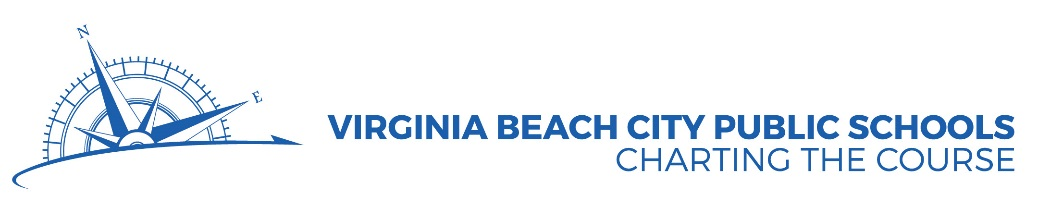 N
E
VIRGINIA BEACH CITY PUBLIC SCHOOLS
CHARTING THE COURSE